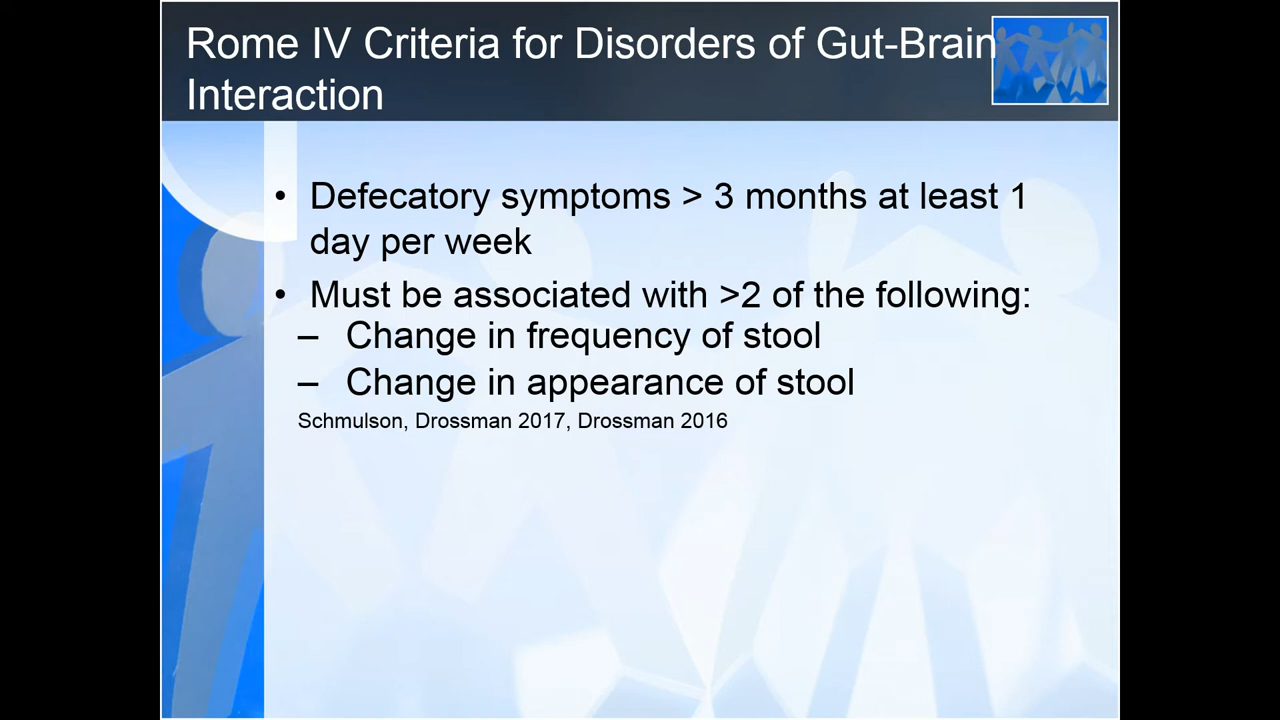 Rome IV Criteria for Disorders of Gut-Brain
Interaction
• Defecatory symptoms > 3 months at least 1
day per week
• Must be associated with >2 of the following:
– Change in frequency of stool
– Change in appearance of stool
Schmulson, Drossman 2017, Drossman 2016